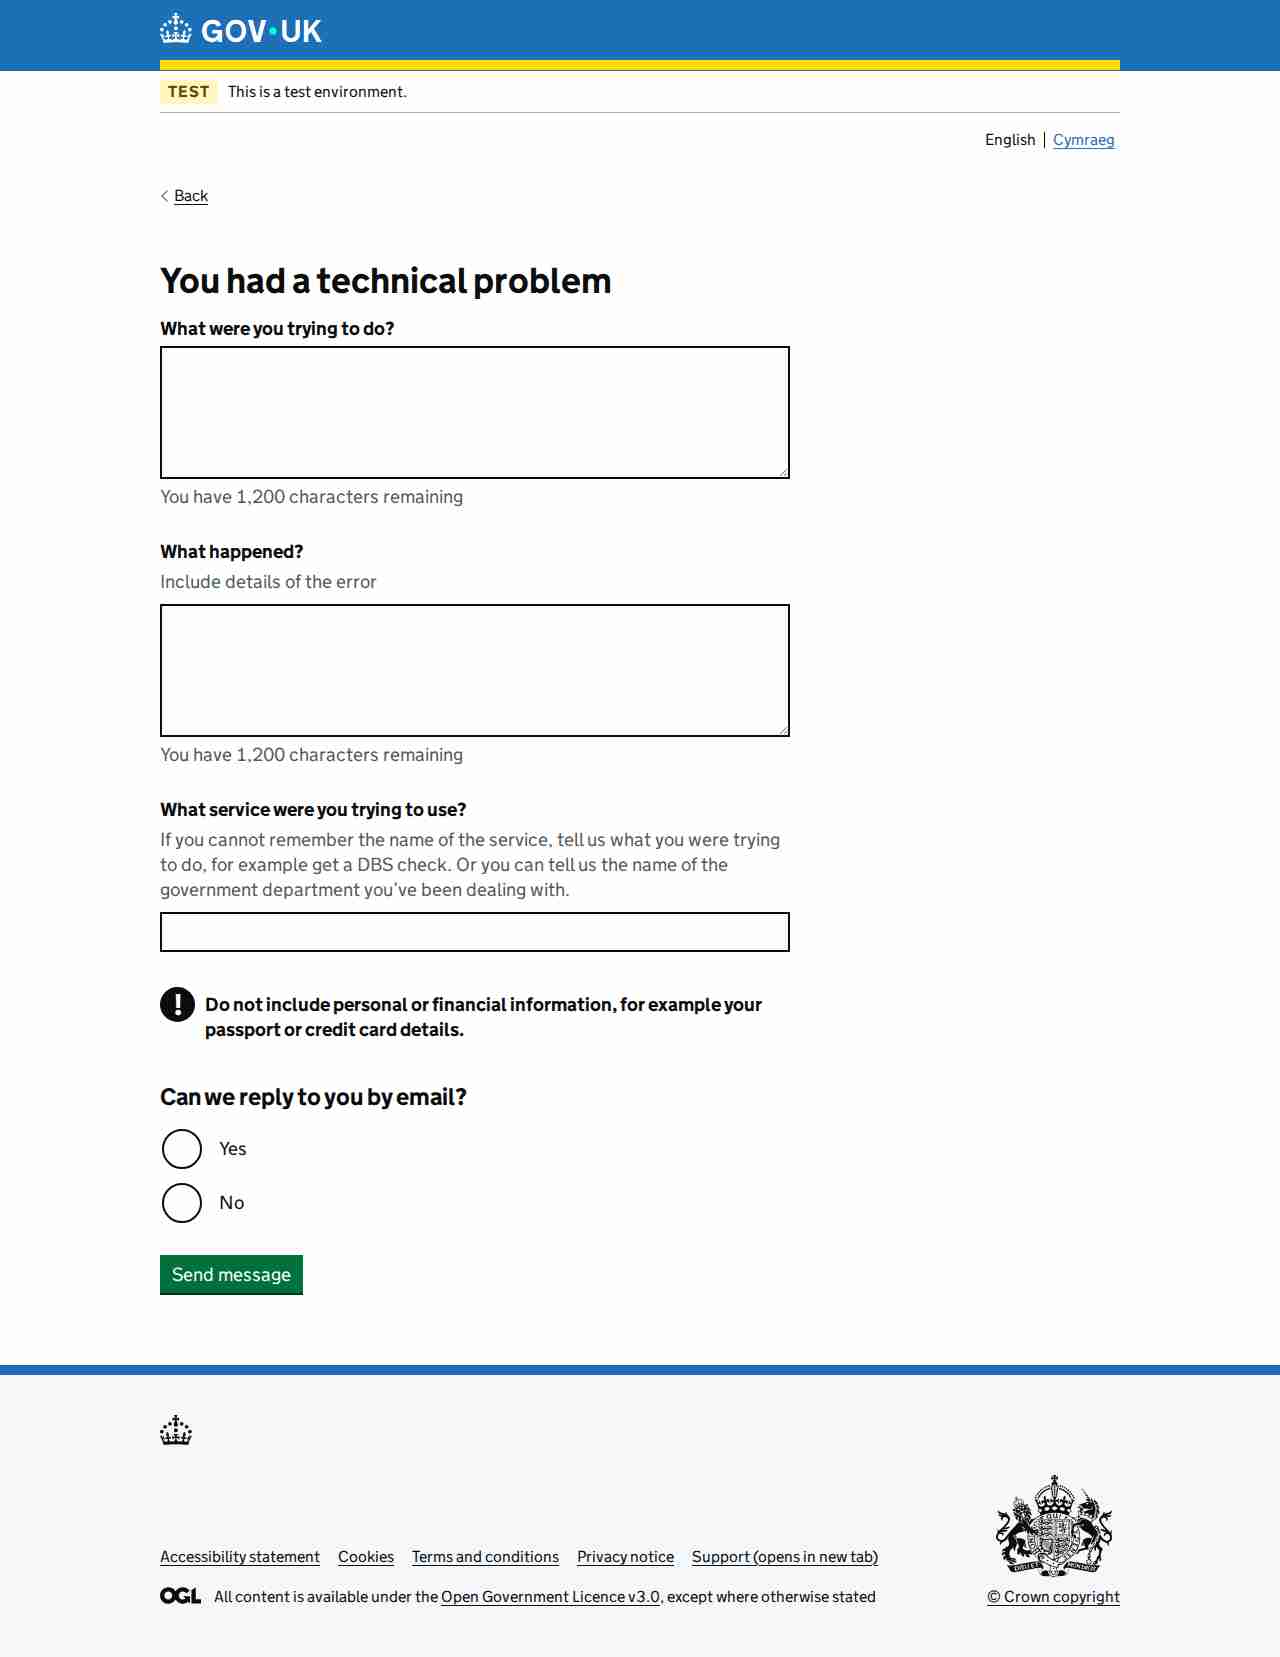 GOV·UK
TEST This is a test environment.
English Cymraeg
Back
You had a technical problem
What were you trying to do?
You have 1,200 characters remaining
What happened?
Include details of the error
You have 1,200 characters remaining
What service were you trying to use?
If you cannot remember the name of the service, tell us what you were trying
to do, for example get a DBS check. Or you can tell us the name of the
government department you’ve been dealing with.
! Do not include personal or financial information, for example your
passport or credit card details.
Can we reply to you by email?
Yes
No
Send message
Accessibility statement Cookies Terms and conditions Privacy notice Support (opens in new tab)
OGL All content is available under the Open Government Licence v3.0, except where otherwise stated
© Crown copyright